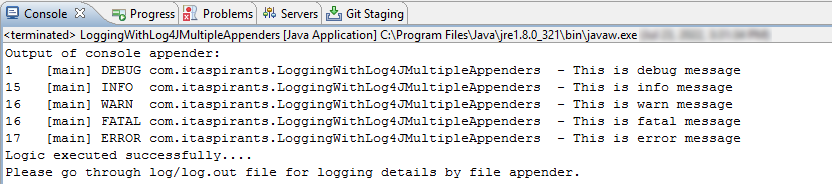 Console Progress Problems Servers Git Staging
<terminated> LoggingWithLog4JMultipleAppenders [Java Application] C:\Program Files\Java\jre1.8.0_321\bin\javaw.exe
Output of console appender:
1 [main] DEBUG com.itaspirants.LoggingWithLog4JMultipleAppenders - This is debug message
15 [main] INFO com.itaspirants.LoggingWithLog4JMultipleAppenders - This is info message
16 [main] WARN com.itaspirants.LoggingWithLog4JMultipleAppenders - This is warn message
16 [main] FATAL com.itaspirants.LoggingWithLog4JMultipleAppenders - This is fatal message
17 [main] ERROR com.itaspirants.LoggingWithLog4JMultipleAppenders - This is error message
Logic executed successfully....
Please go through log/log.out file for logging details by file appender.